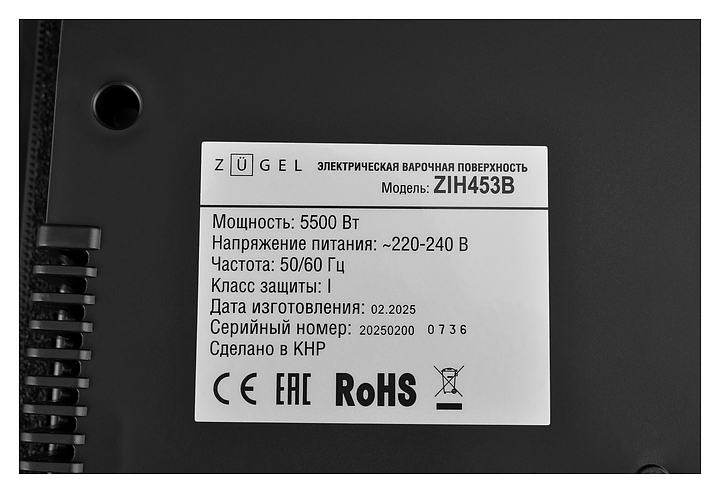 ZÜGEL ЭЛЕКТРИЧЕСКАЯ ВАРОЧНАЯ ПОВЕРХНОСТЬ
Модель: ZIH453B
Мощность: 5500 Вт
Напряжение питания: ~220-240 В
Частота: 50/60 Гц
Класс защиты: I
Дата изготовления: 02.2025
Серийный номер: 20250200 0736
Сделано в КНР
CE EAC RoHS